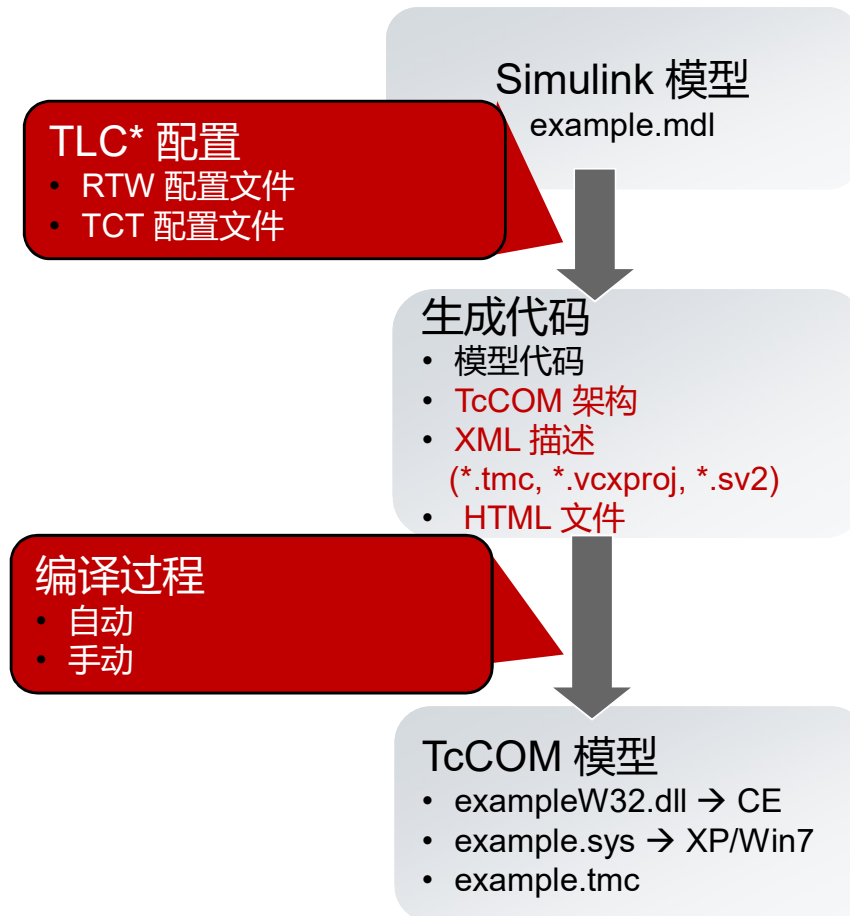 Simulink 模型
example.mdl
TLC* 配置
• RTW 配置文件
• TCT 配置文件
生成代码
• 模型代码
• TcCOM 架构
• XML 描述
(*.tmc, *.vcxproj, *.sv2)
• HTML 文件
编译过程
• 自动
• 手动
TcCOM 模型
• exampleW32.dll → CE
• example.sys → XP/Win7
• example.tmc